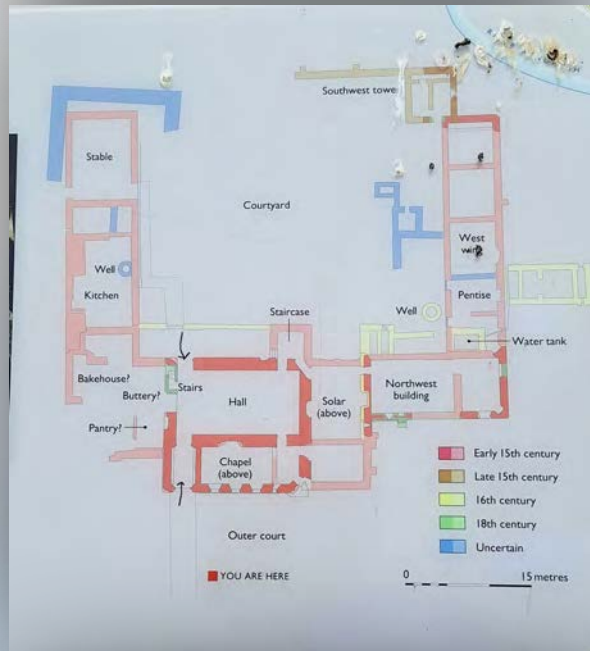 Southwest tower
Stable
Courtyard
West wing
Well
Kitchen
Pentise
Staircase
Well
Water tank
Bakehouse?
Stairs
Buttery?
Hall
Solar
(above)
Northwest
building
Pantry?
Chapel
(above)
Early 15th century
Late 15th century
16th century
18th century
Uncertain
Outer court
YOU ARE HERE
0
15 metres